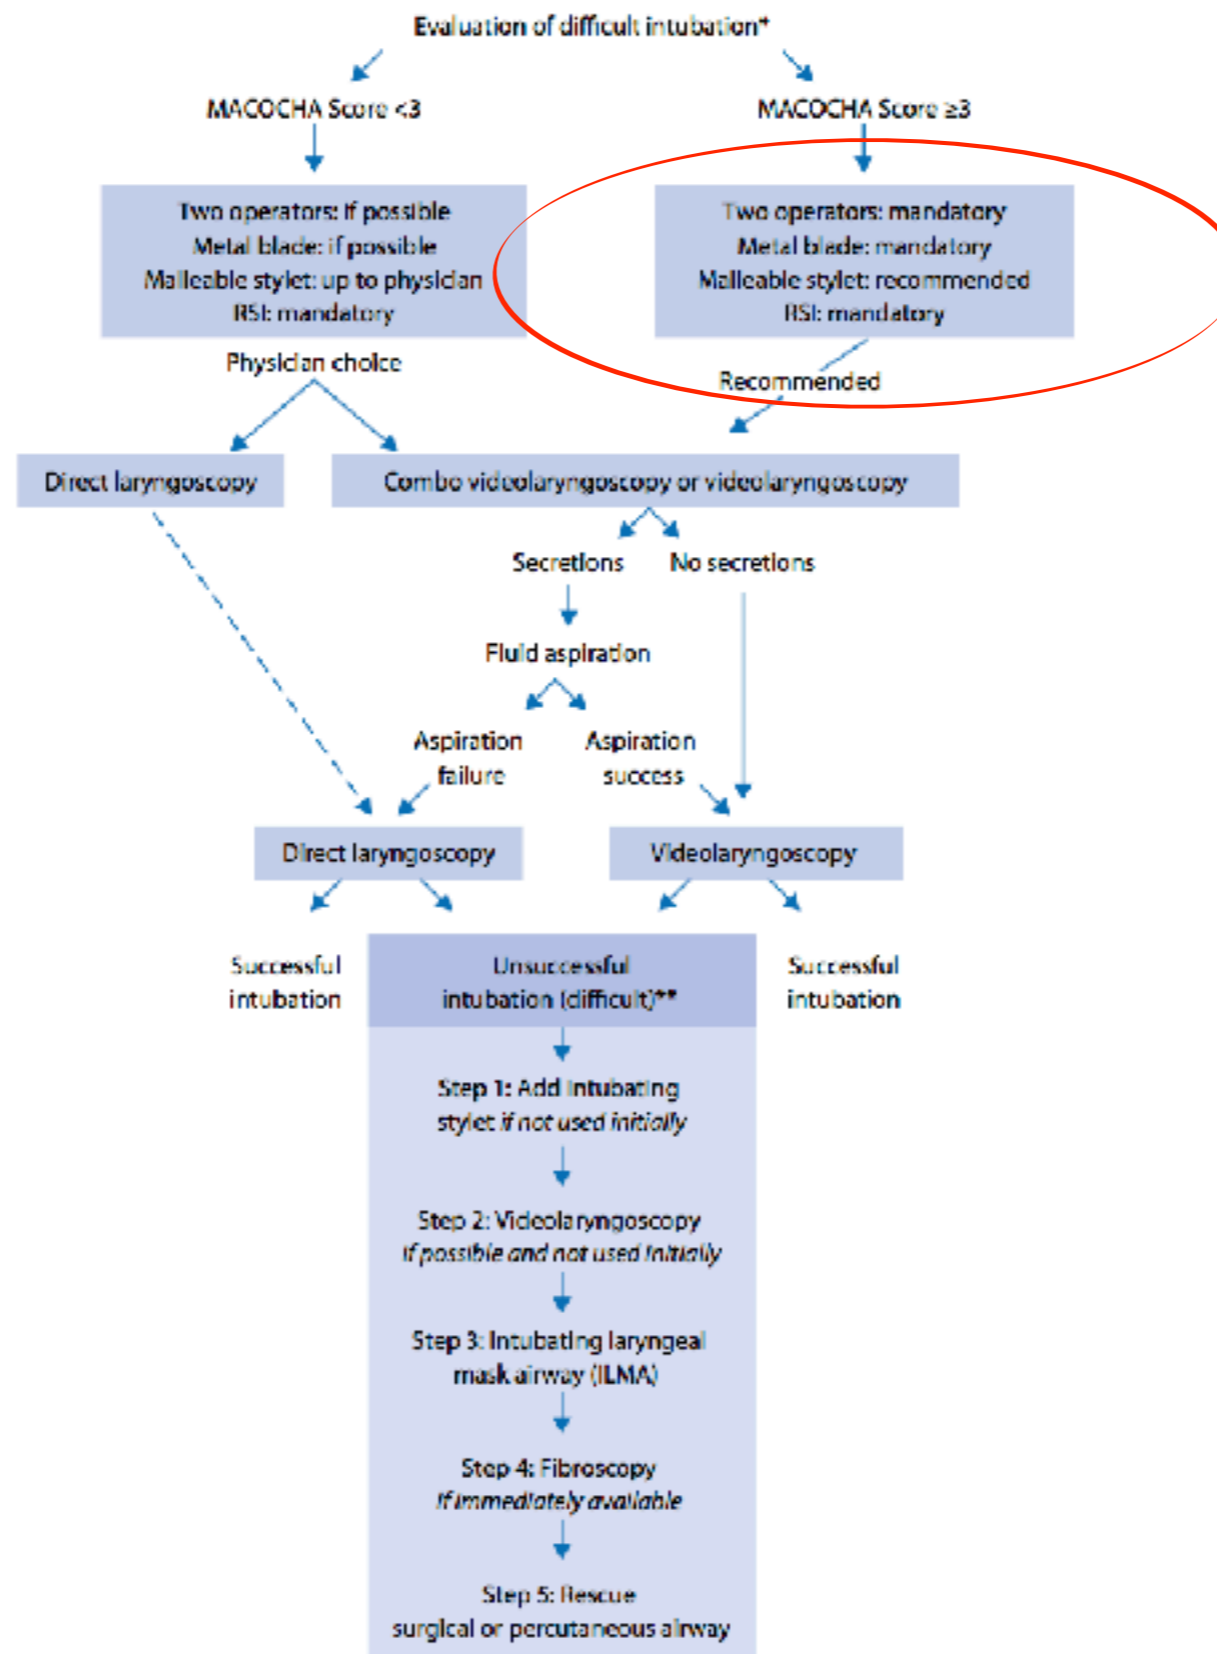 Evaluation of difficult intubation*
MACOCHA Score <3
MACOCHA Score ≥3
Two operators: if possible
Metal blade: if possible
Malleable stylet: up to physician
RSI: mandatory
Two operators: mandatory
Metal blade: mandatory
Malleable stylet: recommended
RSI: mandatory
Physician choice
Recommended
Direct laryngoscopy
Combo videolaryngoscopy or videolaryngoscopy
Secretions
No secretions
Fluid aspiration
Aspiration
failure
Aspiration
success
Direct laryngoscopy
Videolaryngoscopy
Successful
intubation
Unsuccessful
intubation (difficult)**
Successful
intubation
Step 1: Add intubating
stylet if not used initially
Step 2: Videolaryngoscopy
if possible and not used initially
Step 3: Intubating laryngeal
mask airway (ILMA)
Step 4: Fibroscopy
if immediately available
Step 5: Rescue
surgical or percutaneous airway